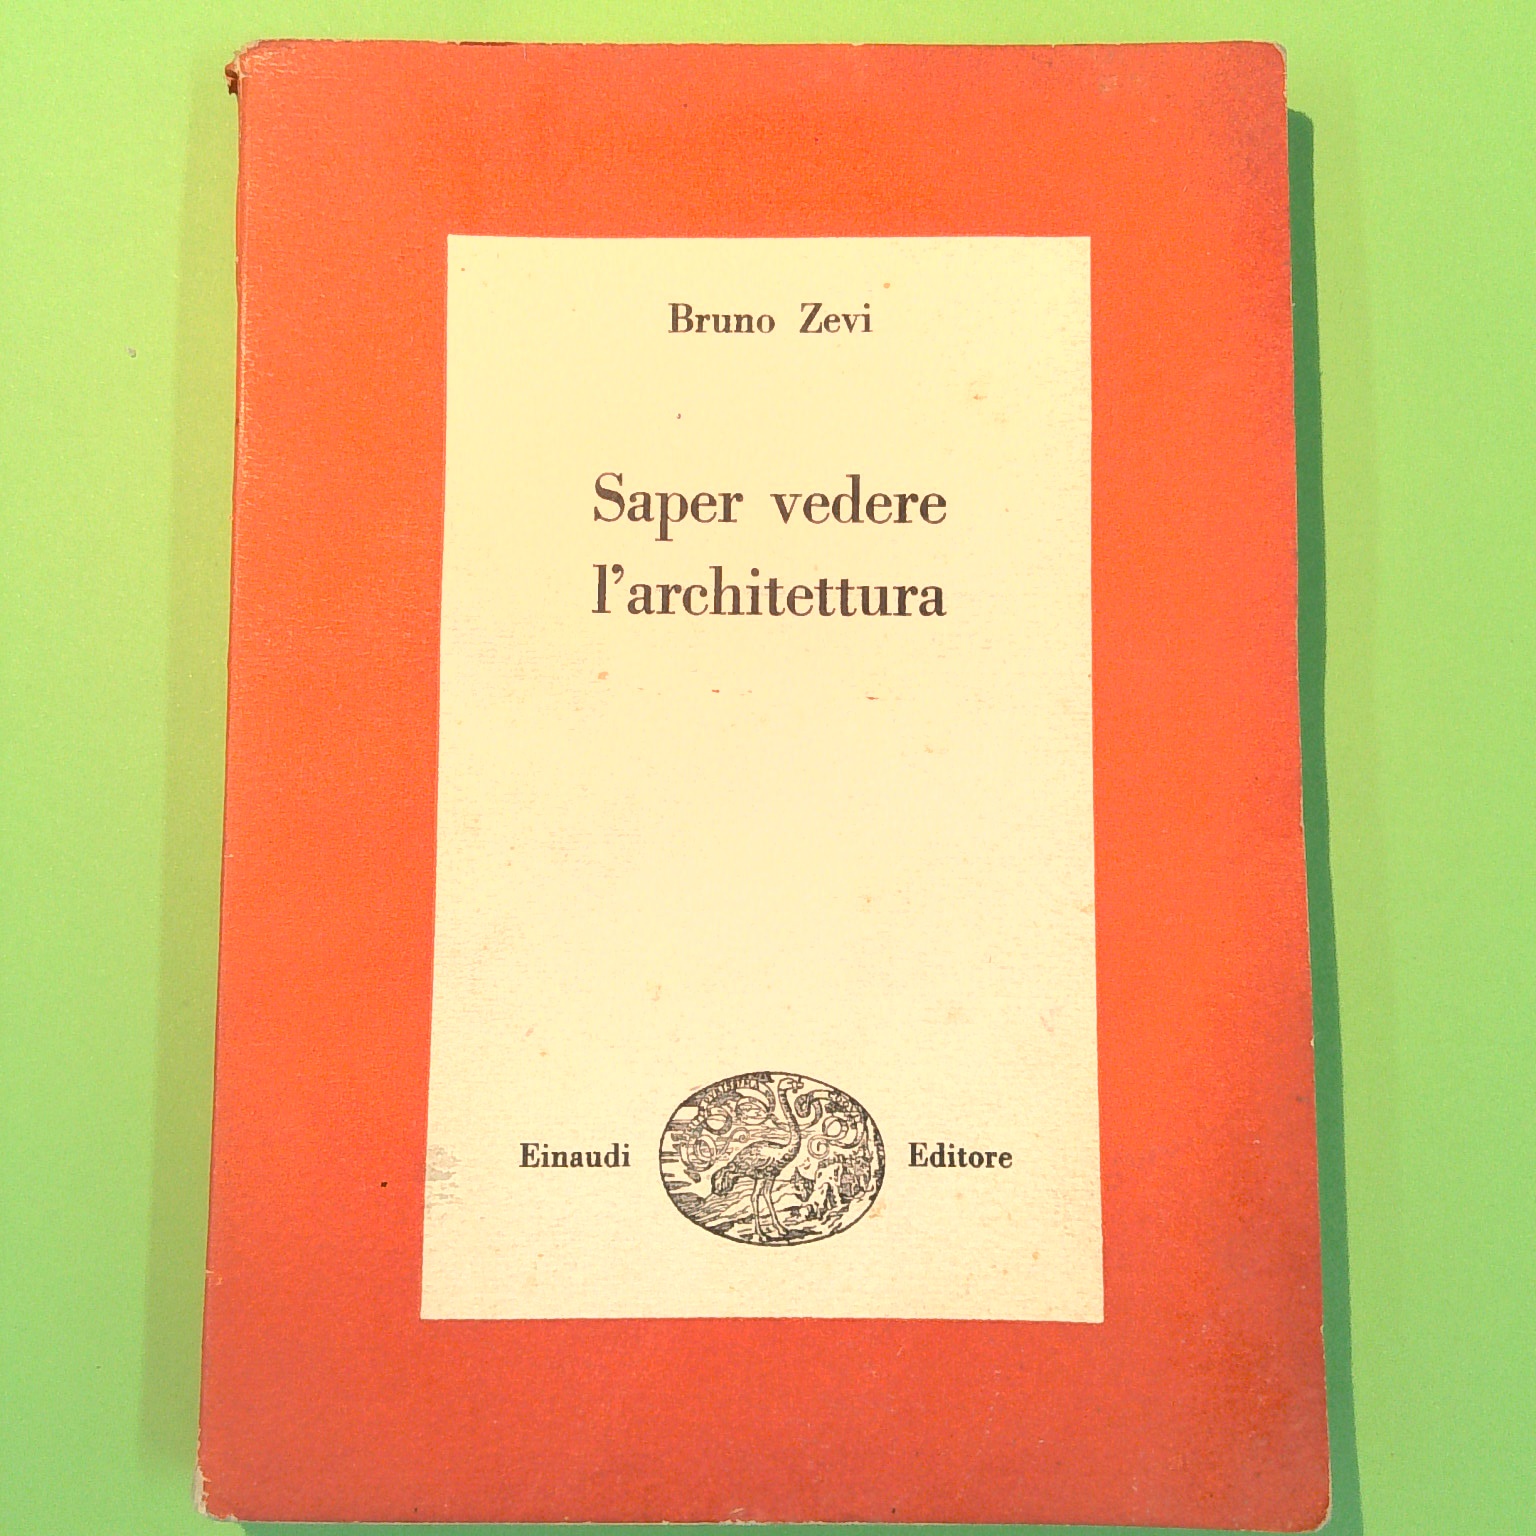 Bruno Zevi
Saper vedere
l'architettura
Einaudi Editore